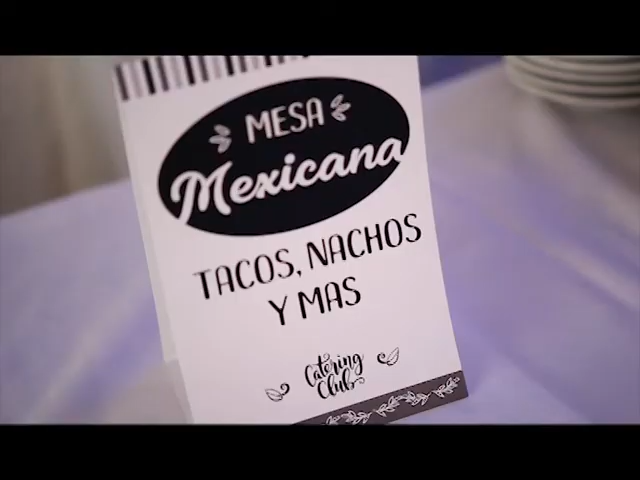 MESA
Mexicana
TACOS, NACHOS
Y MAS
Catering
Club